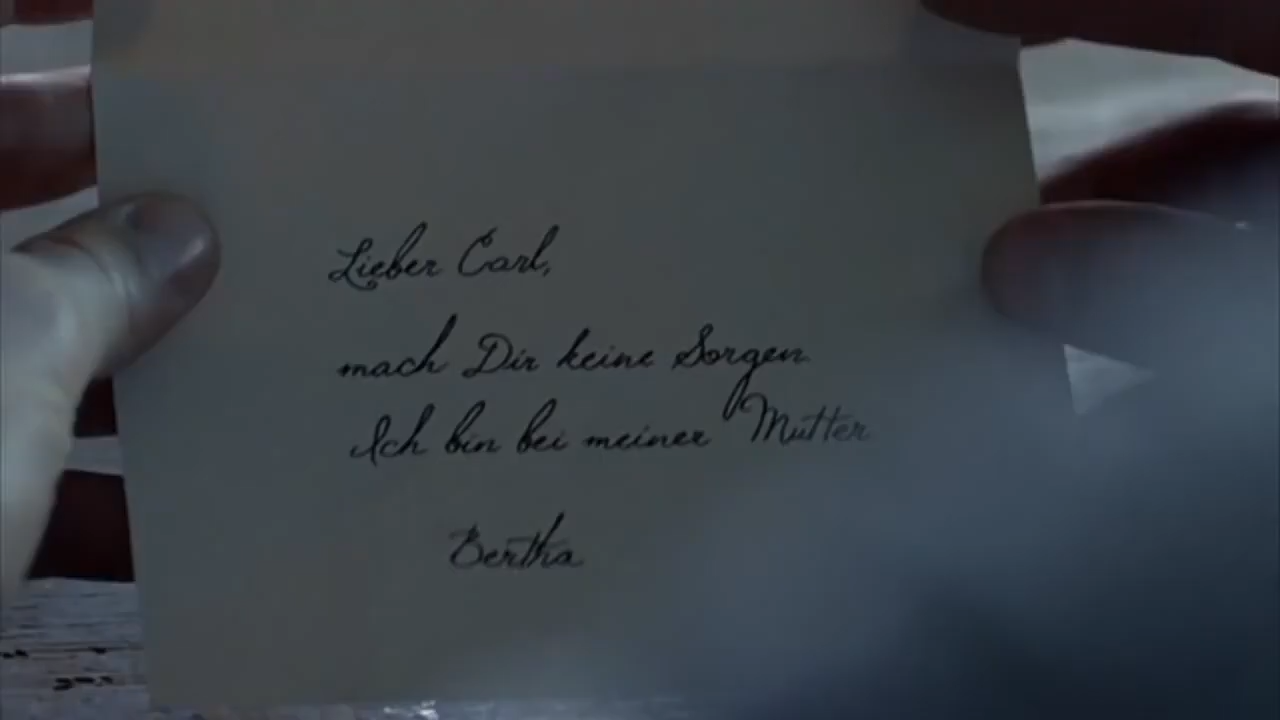 Lieber Carl,
mach Dir keine Sorgen
Ich bin bei meiner Mutter
Bertha